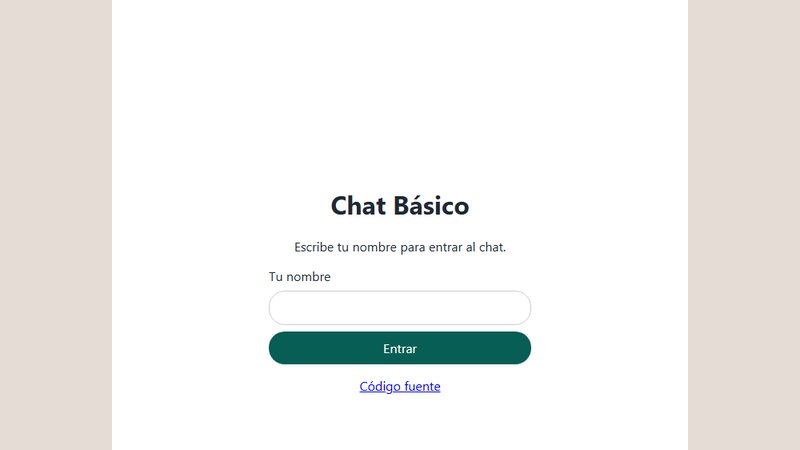 Chat Básico
Escribe tu nombre para entrar al chat.
Tu nombre
Entrar
Código fuente